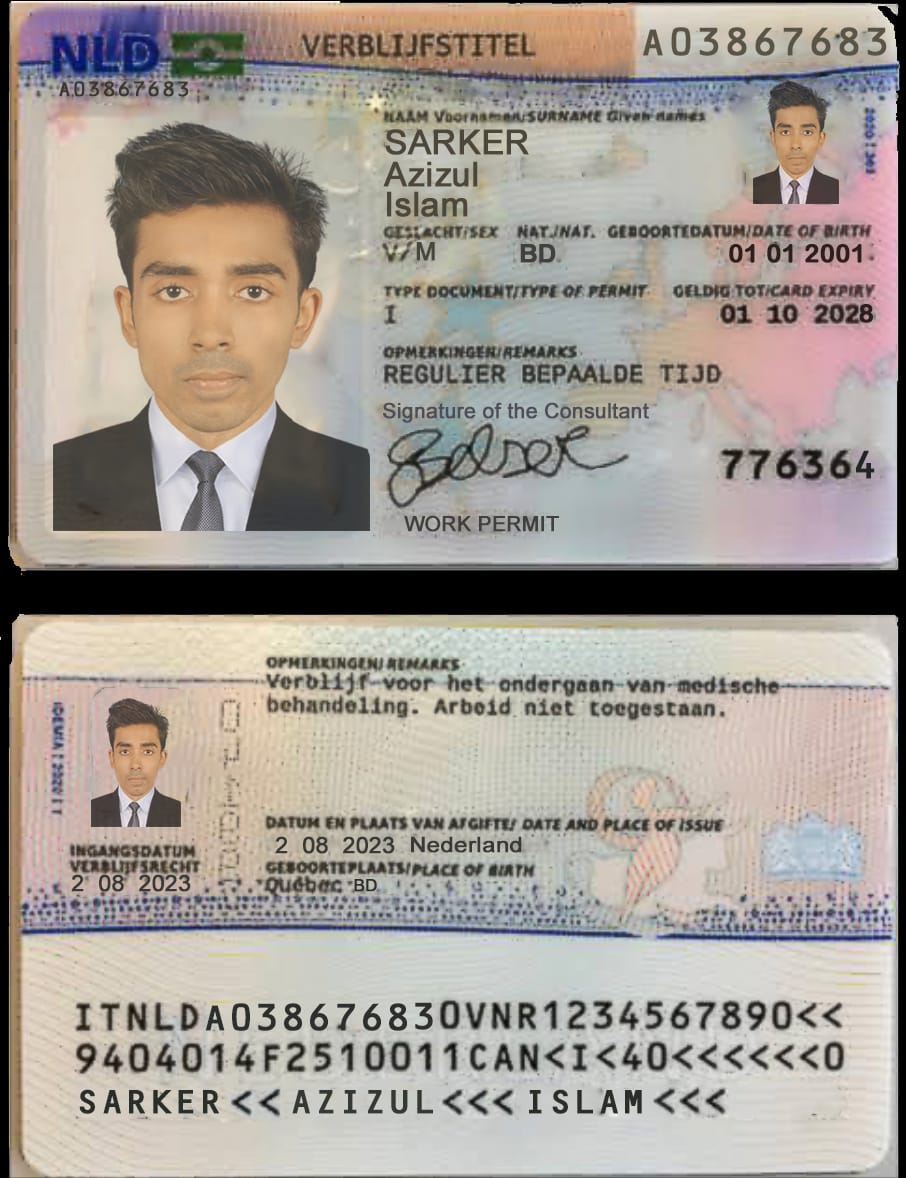 NLD
VERBLIJFSTITEL
A03867683
A03867683
NAAM Voornamen/SURNAME Given names
SARKER
Azizul
Islam
GESLACHT/SEX NAT./NAT. GEBOORTEDATUM/DATE OF BIRTH
V/M BD 01 01 2001
TYPE DOCUMENT/TYPE OF PERMIT GELDIG TOT/CARD EXPIRY
I 01 10 2028
OPMERKINGEN/REMARKS
REGULIER BEPAALDE TIJD
Signature of the Consultant
776364
WORK PERMIT
OPMERKINGEN/REMARKS
Verblijf voor het ondergaan van medische
behandeling. Arbeid niet toegestaan.
DATUM EN PLAATS VAN AFGIFTE/ DATE AND PLACE OF ISSUE
2 08 2023 Nederland
INGANGSDATUM
VERBLIJFSRECHT
2 08 2023
GEBOORTEPLAATS/PLACE OF BIRTH
Québec BD
ITNLDA038676830VNR1234567890<<
9404014F2510011CAN<I<40<<<<<<0
SARKER<<AZIZUL<<<ISLAM<<<